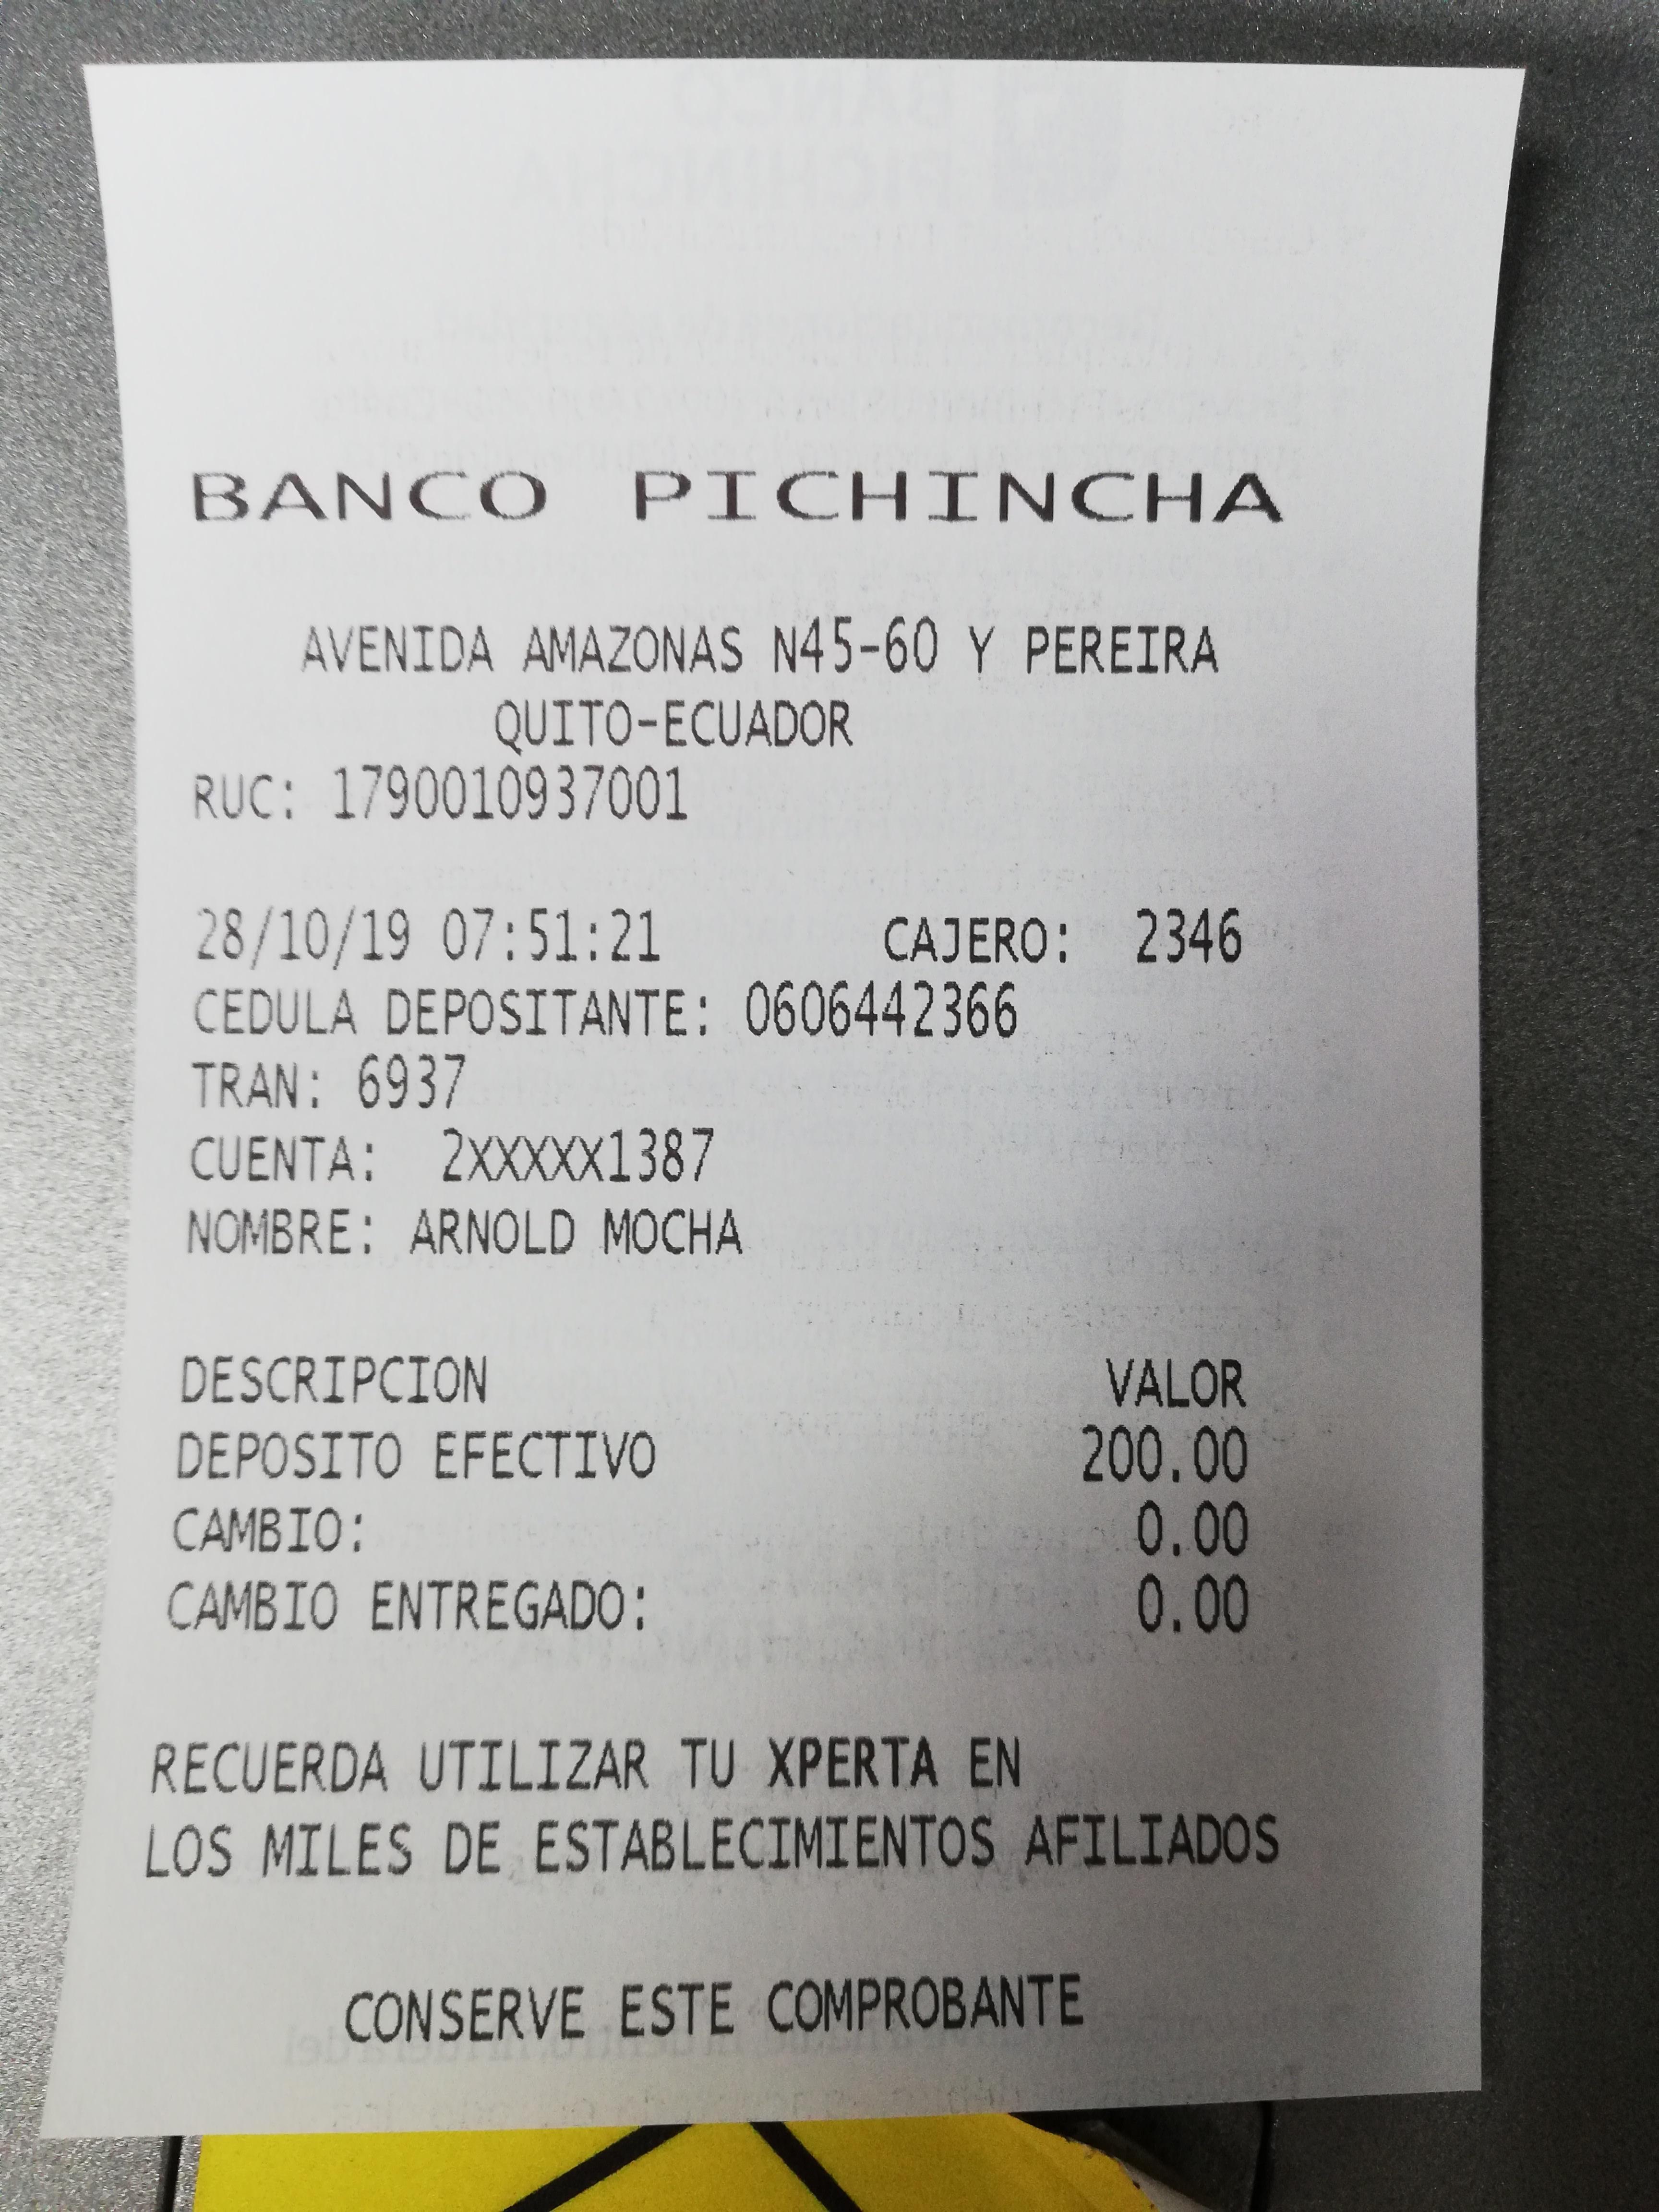 BANCO PICHINCHA
AVENIDA AMAZONAS N45-60 Y PEREIRA
QUITO-ECUADOR
RUC: 1790010937001
28/10/19 07:51:21 CAJERO: 2346
CEDULA DEPOSITANTE: 0606442366
TRAN: 6937
CUENTA: 2XXXXX1387
NOMBRE: ARNOLD MOCHA
DESCRIPCION VALOR
DEPOSITO EFECTIVO 200.00
CAMBIO: 0.00
CAMBIO ENTREGADO: 0.00
RECUERDA UTILIZAR TU XPERTA EN
LOS MILES DE ESTABLECIMIENTOS AFILIADOS
CONSERVE ESTE COMPROBANTE